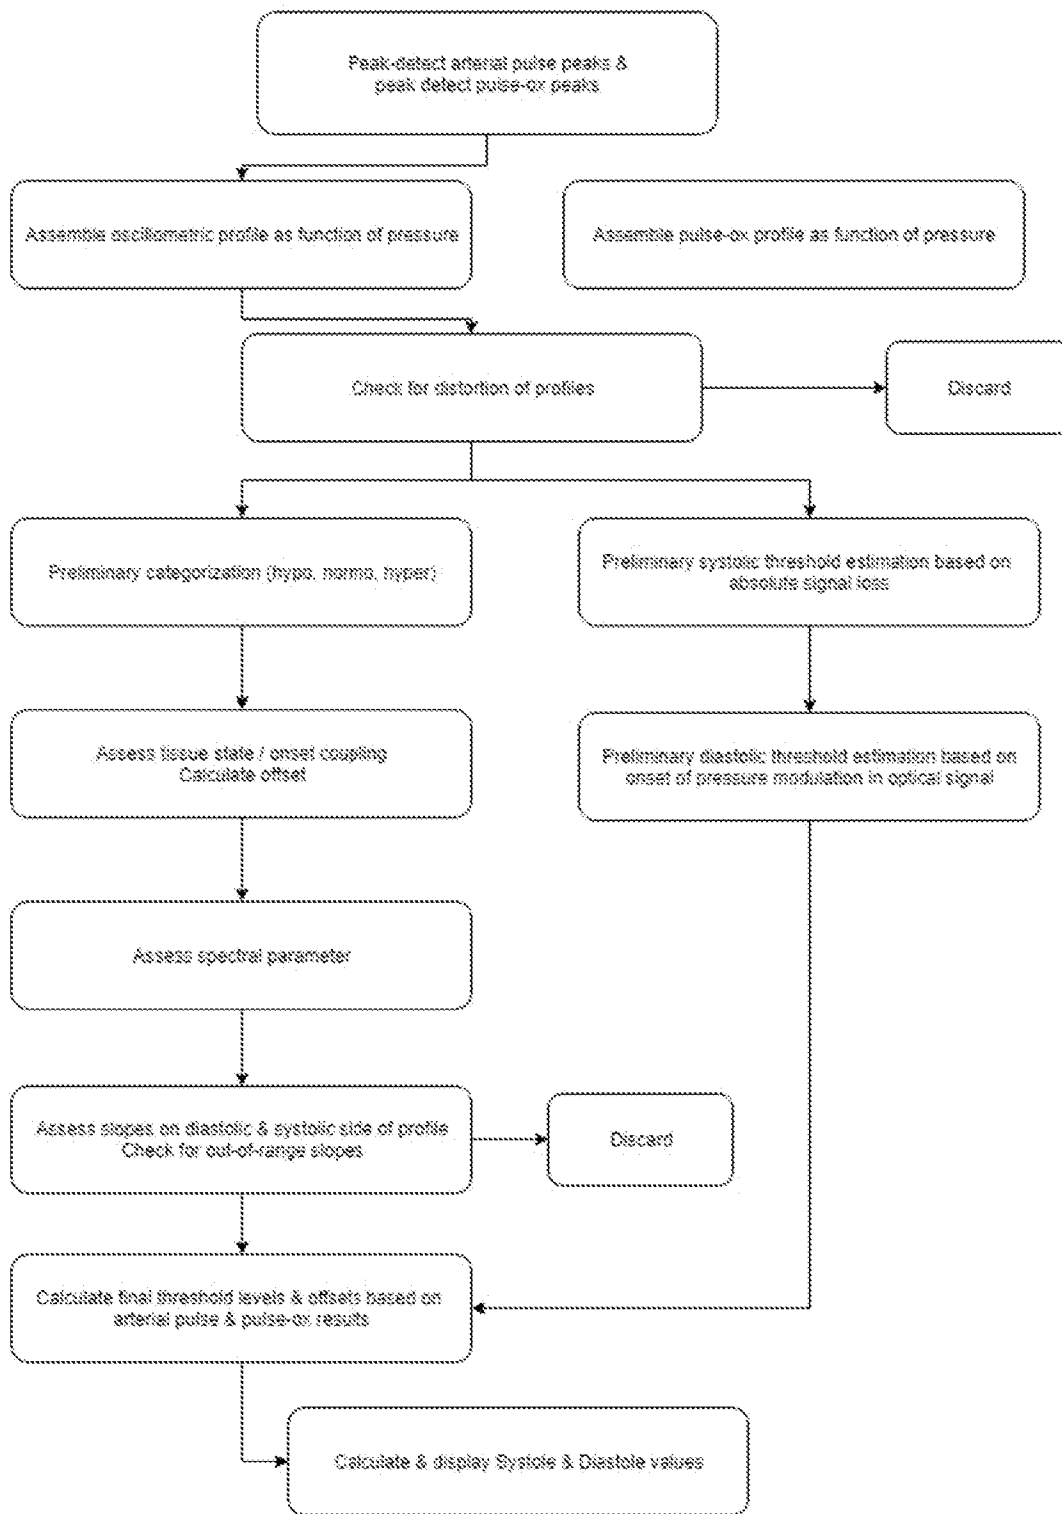 Peak-detect arterial pulse peaks &
peak detect pulse-ox peaks
Assemble oscillometric profile as function of pressure
Assemble pulse-ox profile as function of pressure
Check for distortion of profiles
Discard
Preliminary categorization (hypo, normo, hyper)
Preliminary systolic threshold estimation based on
absolute signal loss
Assess tissue state / onset coupling
Calculate offset
Preliminary diastolic threshold estimation based on
onset of pressure modulation in optical signal
Assess spectral parameter
Assess slopes on diastolic & systolic side of profile
Check for out-of-range slopes
Discard
Calculate final threshold levels & offsets based on
arterial pulse & pulse-ox results
Calculate & display Systole & Diastole values